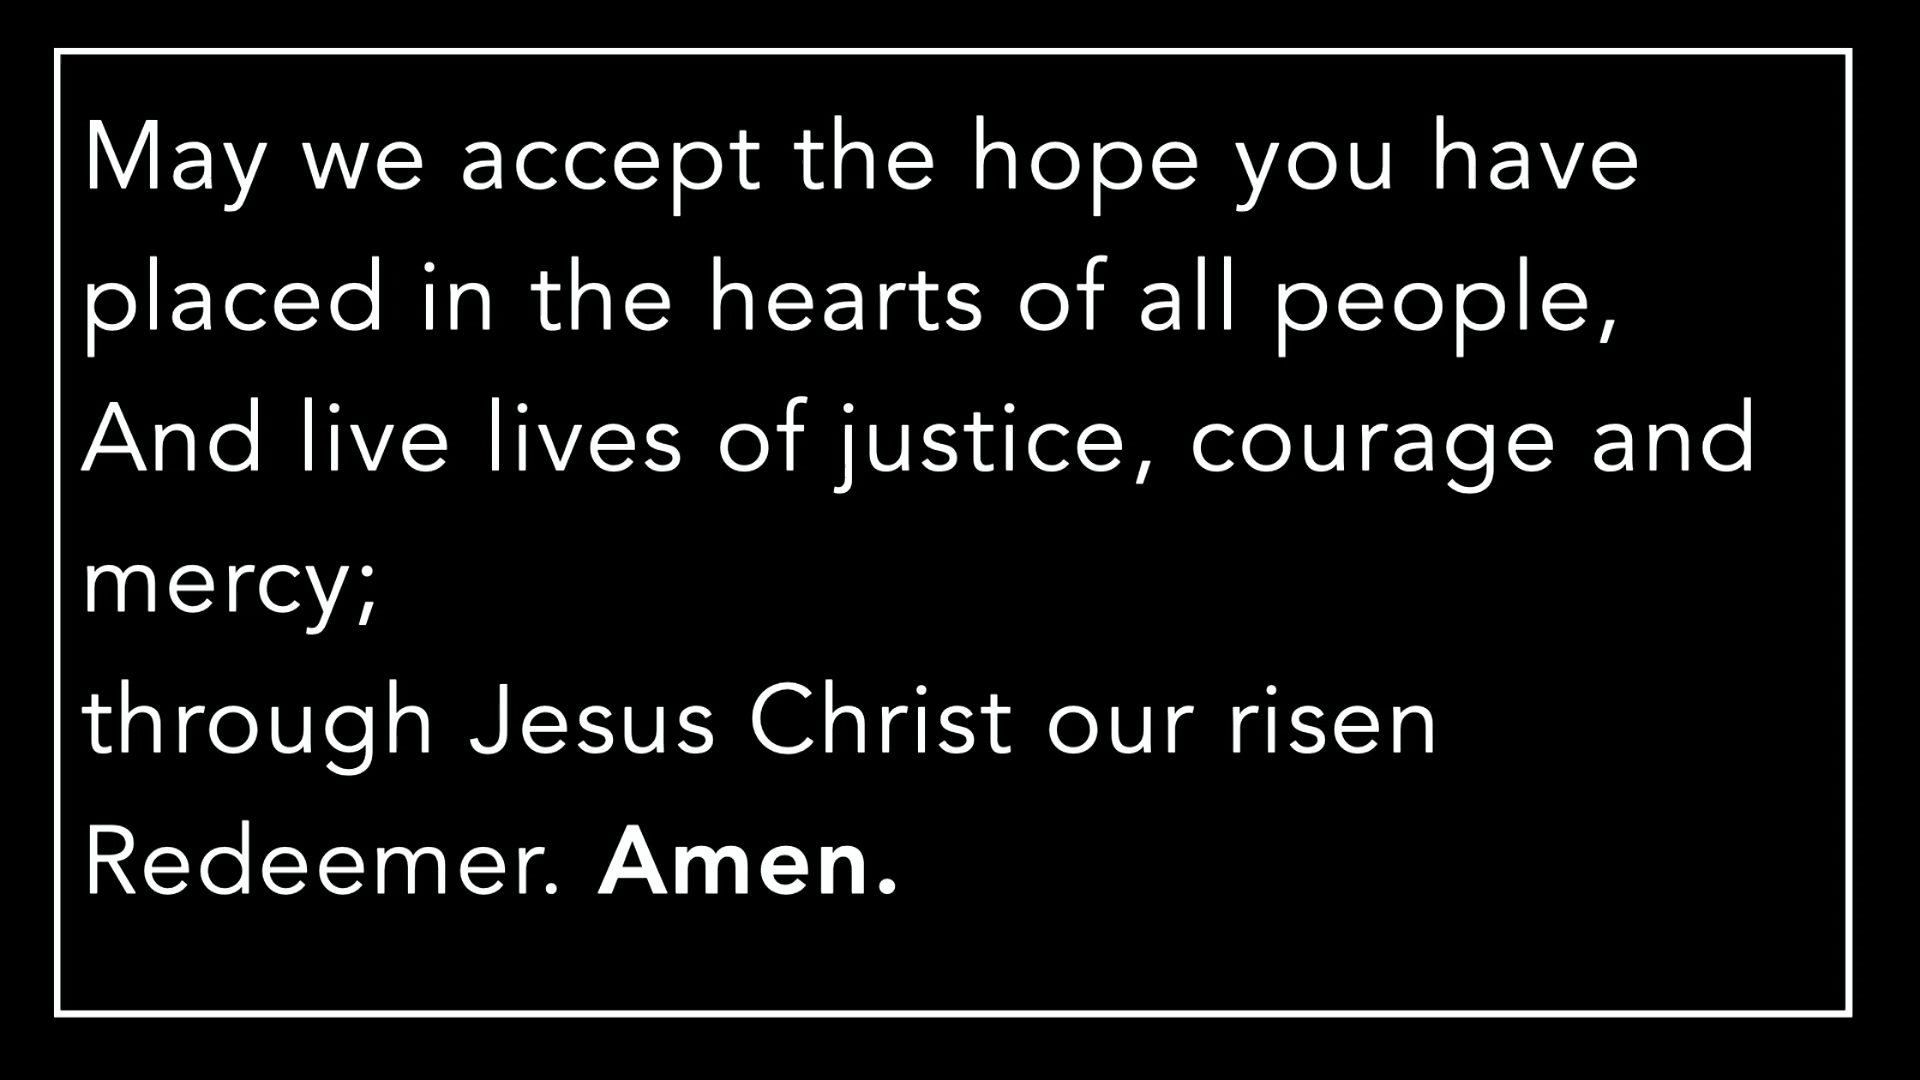 May we accept the hope you have
placed in the hearts of all people,
And live lives of justice, courage and
mercy;
through Jesus Christ our risen
Redeemer. Amen.